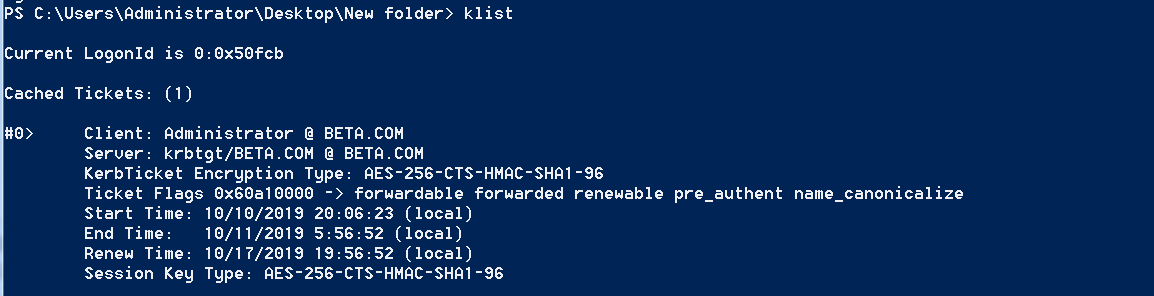 PS C:\Users\Administrator\Desktop\New folder> klist
Current LogonId is 0:0x50fcb
Cached Tickets: (1)
#0> Client: Administrator @ BETA.COM
Server: krbtgt/BETA.COM @ BETA.COM
KerbTicket Encryption Type: AES-256-CTS-HMAC-SHA1-96
Ticket Flags 0x60a10000 -> forwardable forwarded renewable pre_authent name_canonicalize
Start Time: 10/10/2019 20:06:23 (local)
End Time: 10/11/2019 5:56:52 (local)
Renew Time: 10/17/2019 19:56:52 (local)
Session Key Type: AES-256-CTS-HMAC-SHA1-96